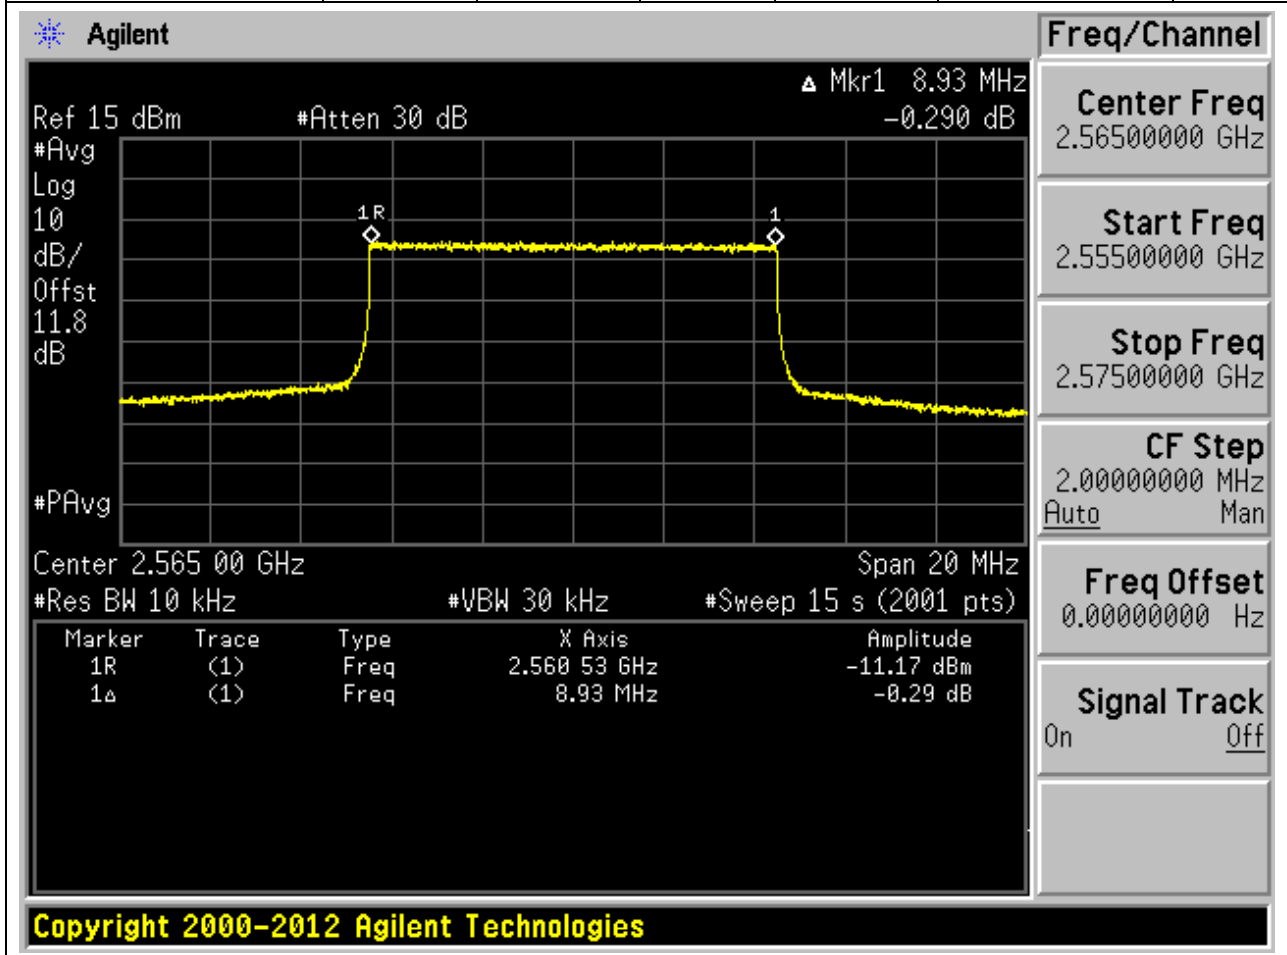 Agilent
Freq/Channel
▵ Mkr1 8.93 MHz
Ref 15 dBm #Atten 30 dB -0.290 dB
#Avg
Log
10
dB/
Offst
11.8
dB
1R
1
#PAvg
Center 2.565 00 GHz Span 20 MHz
#Res BW 10 kHz #VBW 30 kHz #Sweep 15 s (2001 pts)
Marker Trace Type X Axis Amplitude
1R (1) Freq 2.560 53 GHz -11.17 dBm
1▵ (1) Freq 8.93 MHz -0.29 dB
Center Freq
2.56500000 GHz
Start Freq
2.55500000 GHz
Stop Freq
2.57500000 GHz
CF Step
2.00000000 MHz
Auto Man
Freq Offset
0.00000000 Hz
Signal Track
On Off
Copyright 2000-2012 Agilent Technologies